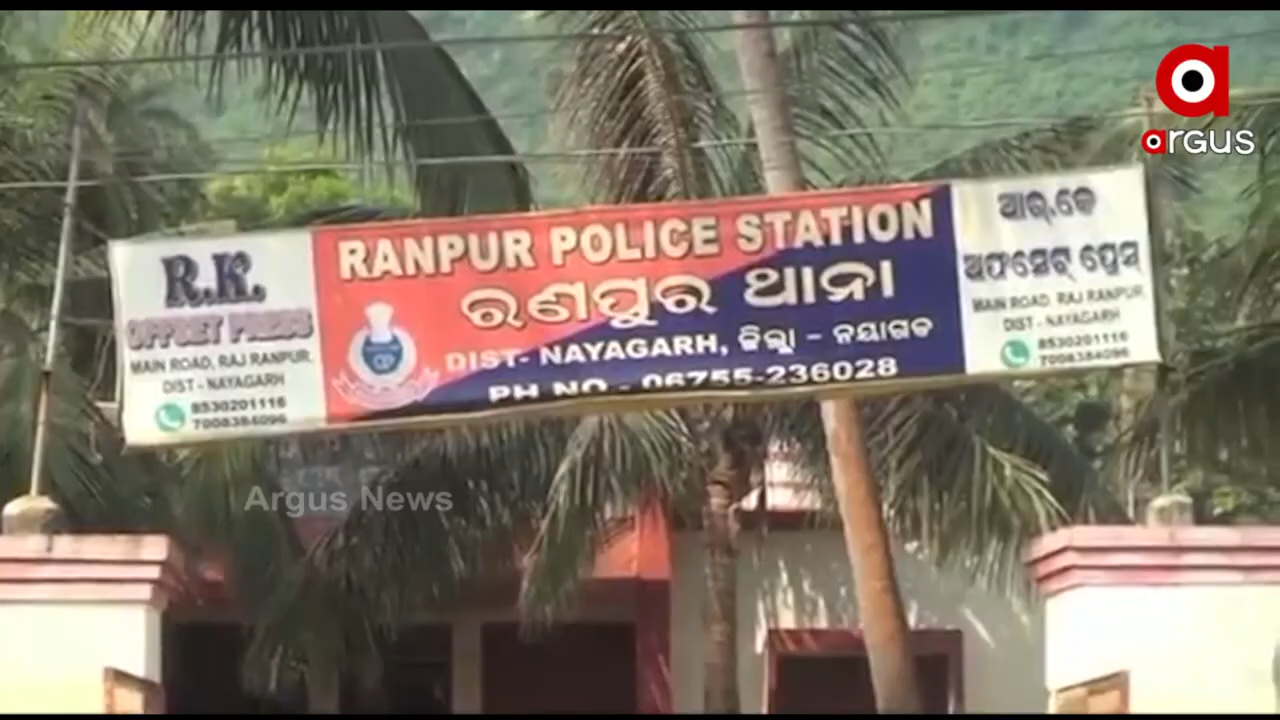 argus
R.K.
OFFSET PRESS
MAIN ROAD, RAJ RANPUR.
DIST - NAYAGARH
8530201116
7008384096
RANPUR POLICE STATION
ରଣପୁର ଥାନା
DIST- NAYAGARH, ଜିଲ୍ଲା - ନୟାଗଡ
PH NO - 06755-236028
ଆର୍.କେ
ଅଫସେଟ୍ ପ୍ରେସ୍
MAIN ROAD, RAJ RANPUR,
DIST - NAYAGARH
8530201116
7008384096
Argus News